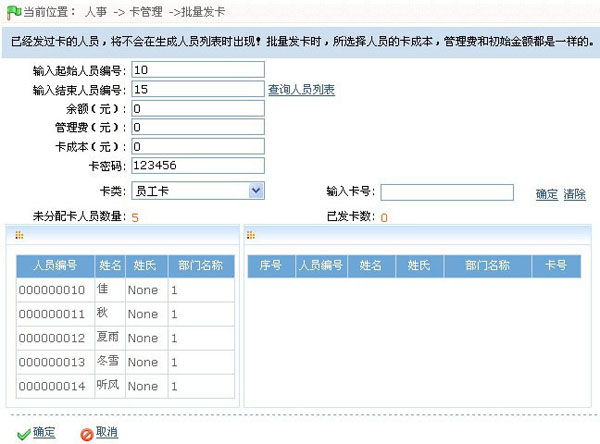 当前位置： 人事 -> 卡管理 ->批量发卡
已经发过卡的人员，将不会在生成人员列表时出现！批量发卡时，所选择人员的卡成本，管理费和初始金额都是一样的。
输入起始人员编号: 10
输入结束人员编号: 15 查询人员列表
余额(元): 0
管理费(元): 0
卡成本(元): 0
卡密码: 123456
卡类: 员工卡 输入卡号: 确定 清除
未分配卡人员数量: 5 已发卡数: 0
人员编号 姓名 姓氏 部门名称 序号 人员编号 姓名 姓氏 部门名称 卡号
000000010 佳 None 1
000000011 秋 None 1
000000012 夏雨 None 1
000000013 冬雪 None 1
000000014 听风 None 1
确定 取消